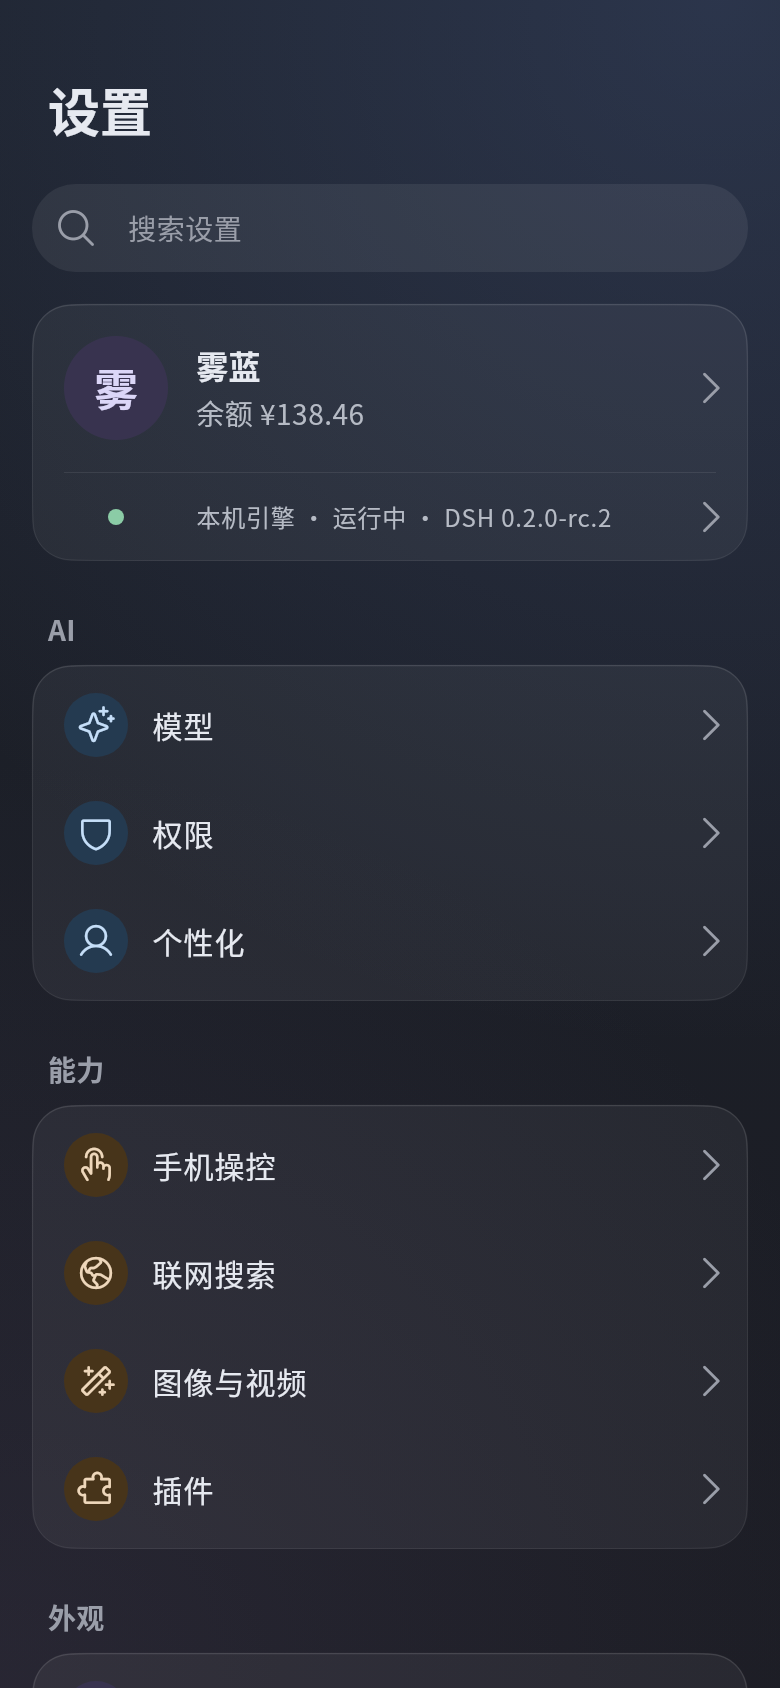 设置
搜索设置
雾
雾蓝
余额 ¥138.46
本机引擎 · 运行中 · DSH 0.2.0-rc.2
AI
模型
权限
个性化
能力
手机操控
联网搜索
图像与视频
插件
外观